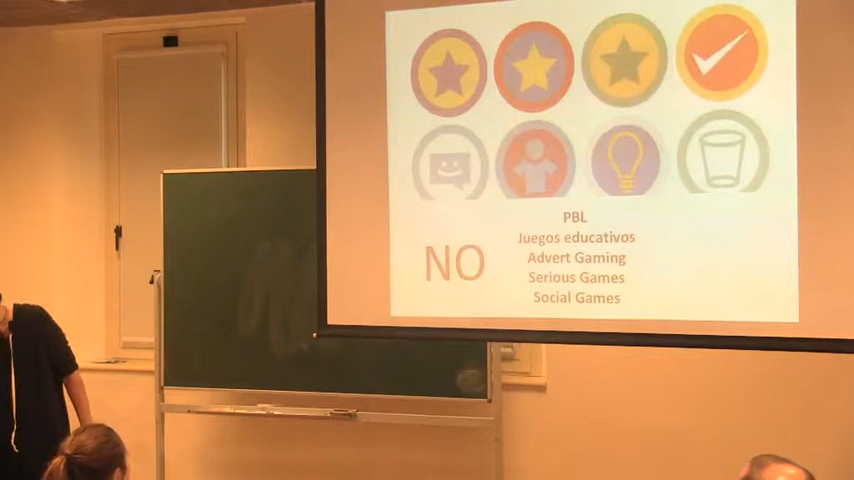 PBL
Juegos educativos
NO
Advert Gaming
Serious Games
Social Games